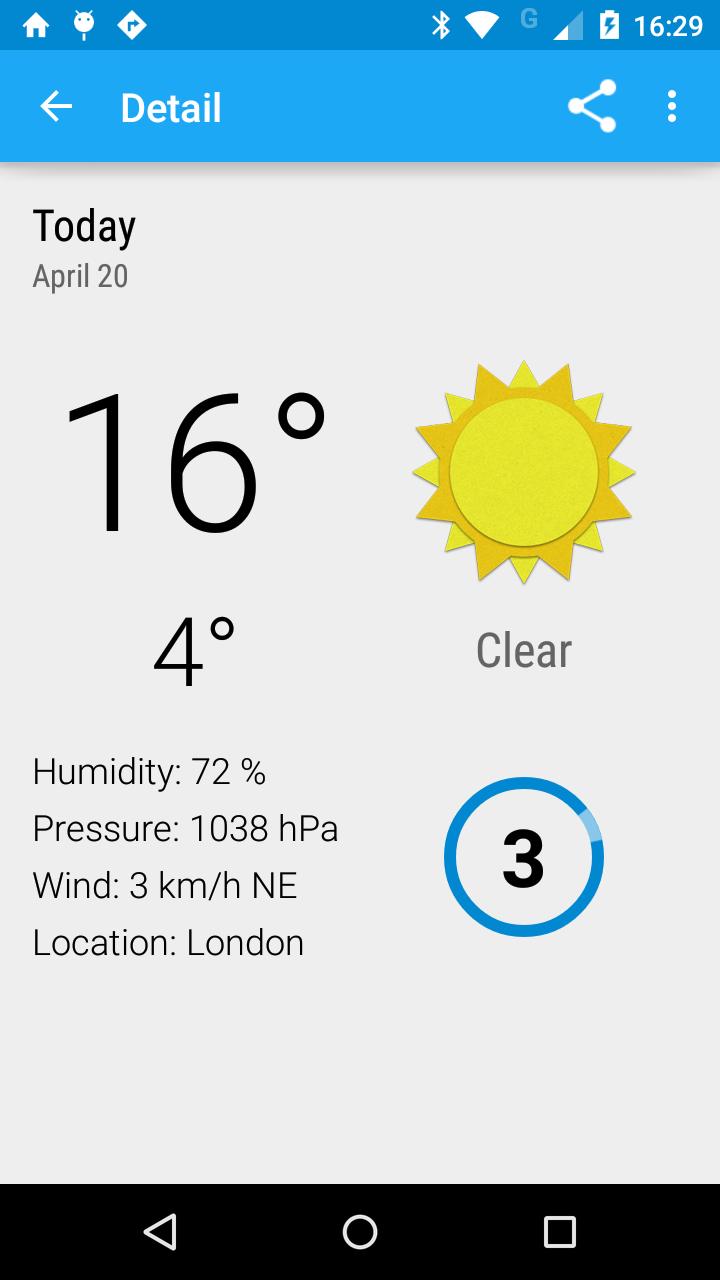 G 16:29
Detail
Today
April 20
16°
4°
Clear
Humidity: 72 %
Pressure: 1038 hPa
Wind: 3 km/h NE
Location: London
3